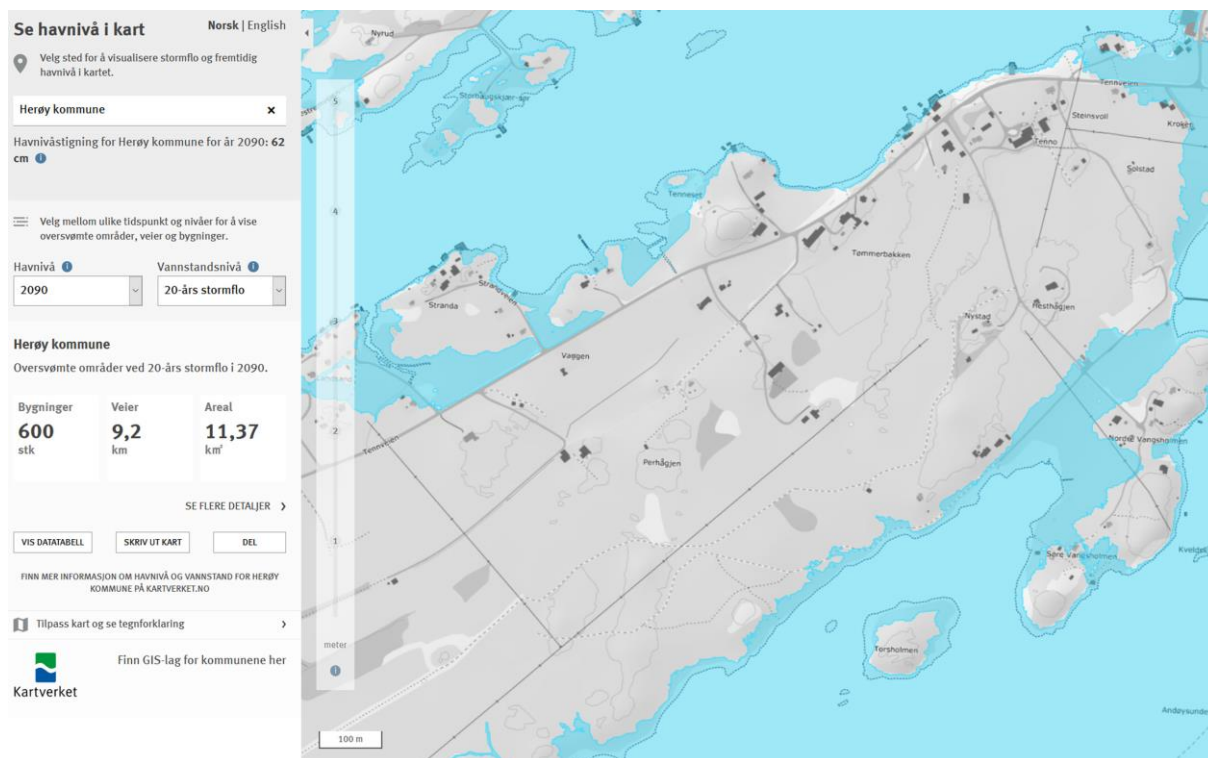 Se havnivå i kart
Norsk | English
Velg sted for å visualisere stormflo og fremtidig
havnivå i kartet.
Herøy kommune
×
Havnivåstigning for Herøy kommune for år 2090: 62
cm
Velg mellom ulike tidspunkt og nivåer for å vise
oversvømte områder, veier og bygninger.
Havnivå
Vannstandsnivå
2090
20-års stormflo
Herøy kommune
Oversvømte områder ved 20-års stormflo i 2090.
Bygninger
600
stk
Veier
9,2
km
Areal
11,37
km²
SE FLERE DETALJER
VIS DATATABELL
SKRIV UT KART
DEL
FINN MER INFORMASJON OM HAVNIVÅ OG VANNSTAND FOR HERØY
KOMMUNE PÅ KARTVERKET.NO
Tilpass kart og se tegnforklaring
Kartverket
Finn GIS-lag for kommunene her
Nyrud
Storhaugskjær-sør
5
4
3
2
1
meter
100 m
Tennveien
Steinsvoll
Kroken
Tenno
Solstad
Tenneset
Tømmerbakken
Strandveien
Stranda
Hesthågjen
Nystad
Vaggen
Tennveien
Perhågjen
Nordre Vangsholmen
Søre Vangsholmen
Torsholmen
Andøysunde